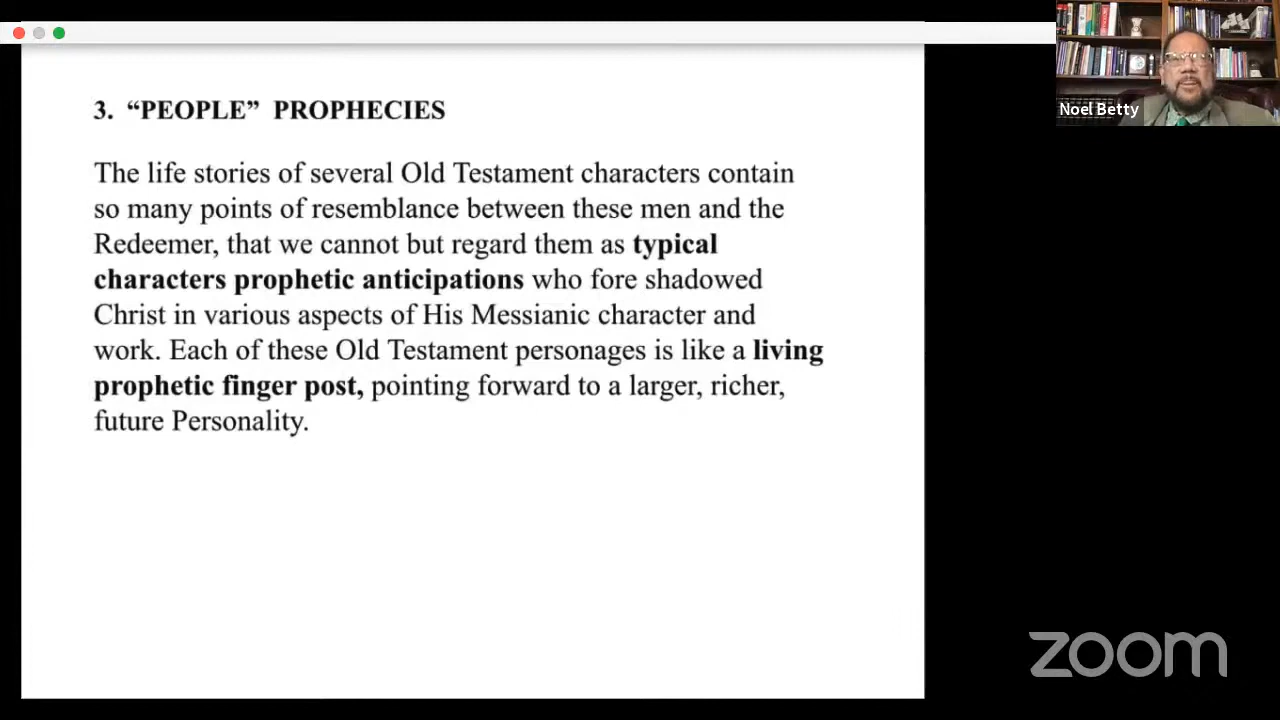 3. “PEOPLE” PROPHECIES
The life stories of several Old Testament characters contain
so many points of resemblance between these men and the
Redeemer, that we cannot but regard them as typical
characters prophetic anticipations who fore shadowed
Christ in various aspects of His Messianic character and
work. Each of these Old Testament personages is like a living
prophetic finger post, pointing forward to a larger, richer,
future Personality.
Noel Betty
zoom